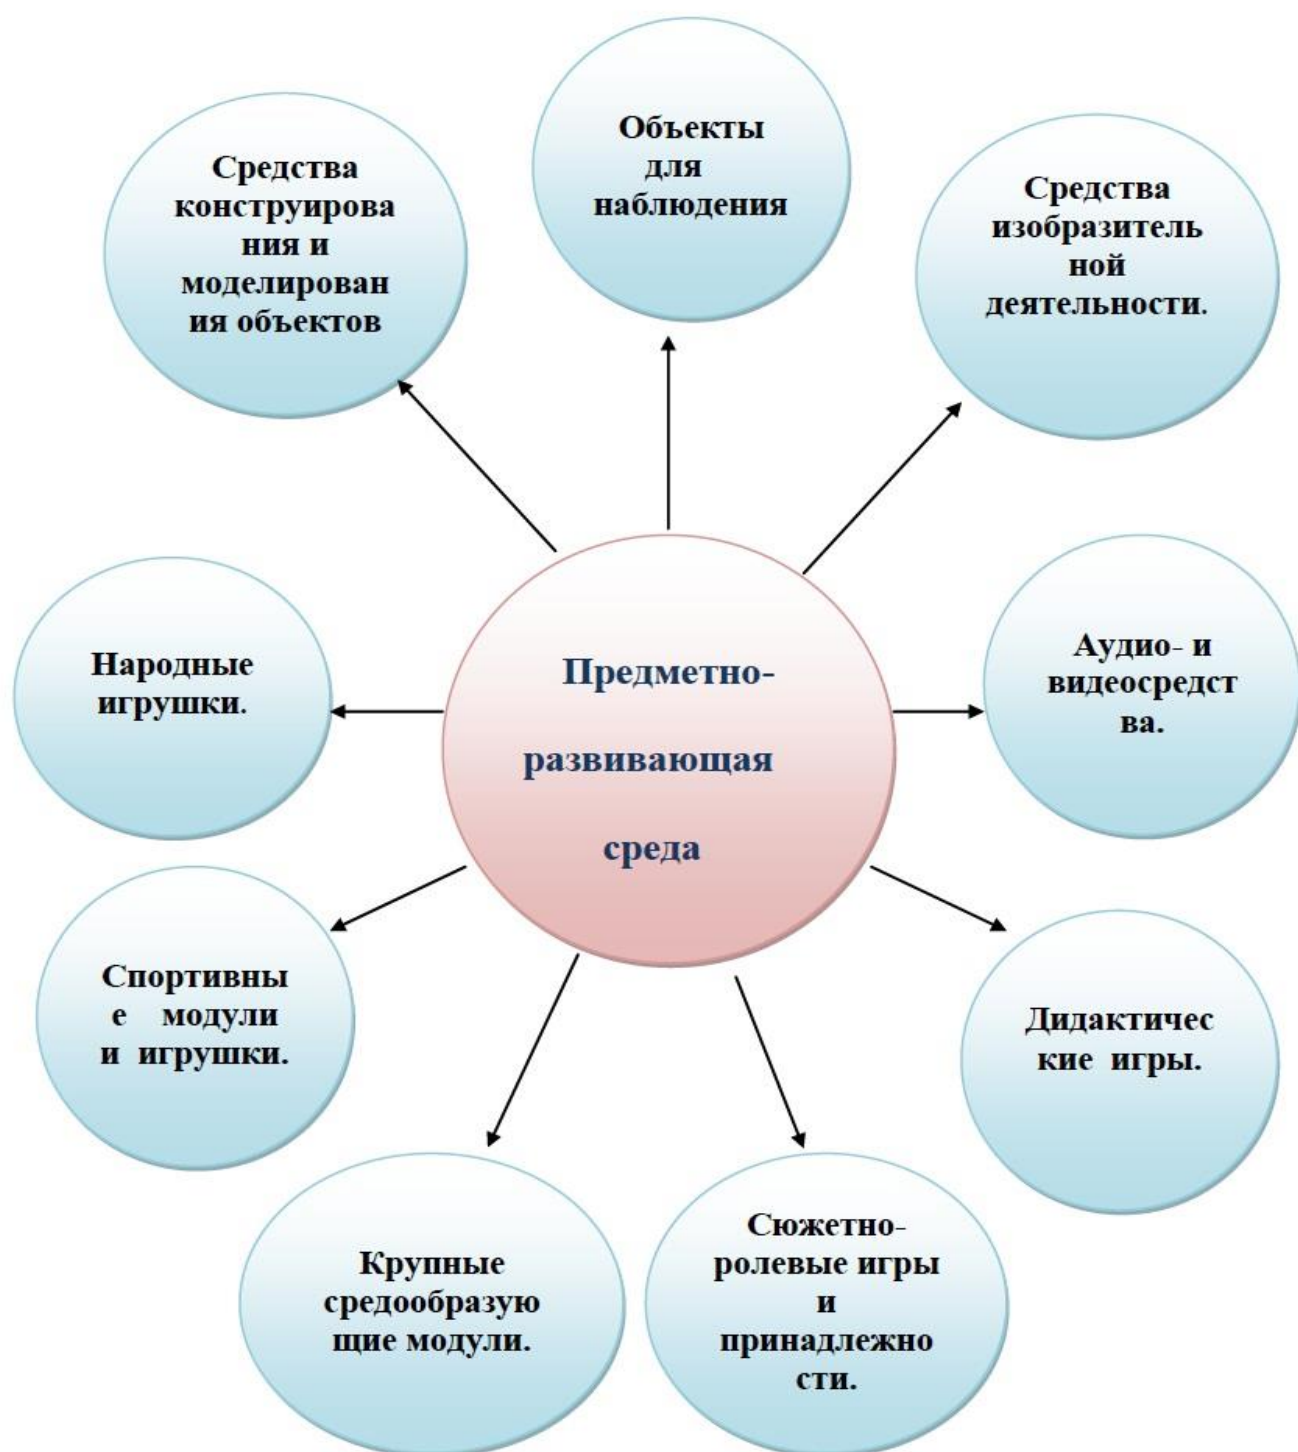 Объекты
для
наблюдения
Средства
конструирова
ния и
моделирован
ия объектов
Средства
изобразитель
ной
деятельности.
Народные
игрушки.
Предметно-
развивающая
среда
Аудио- и
видеосредст
ва.
Спортивны
е модули
и игрушки.
Дидактичес
кие игры.
Крупные
средообразую
щие модули.
Сюжетно-
ролевые игры
и
принадлежно
сти.